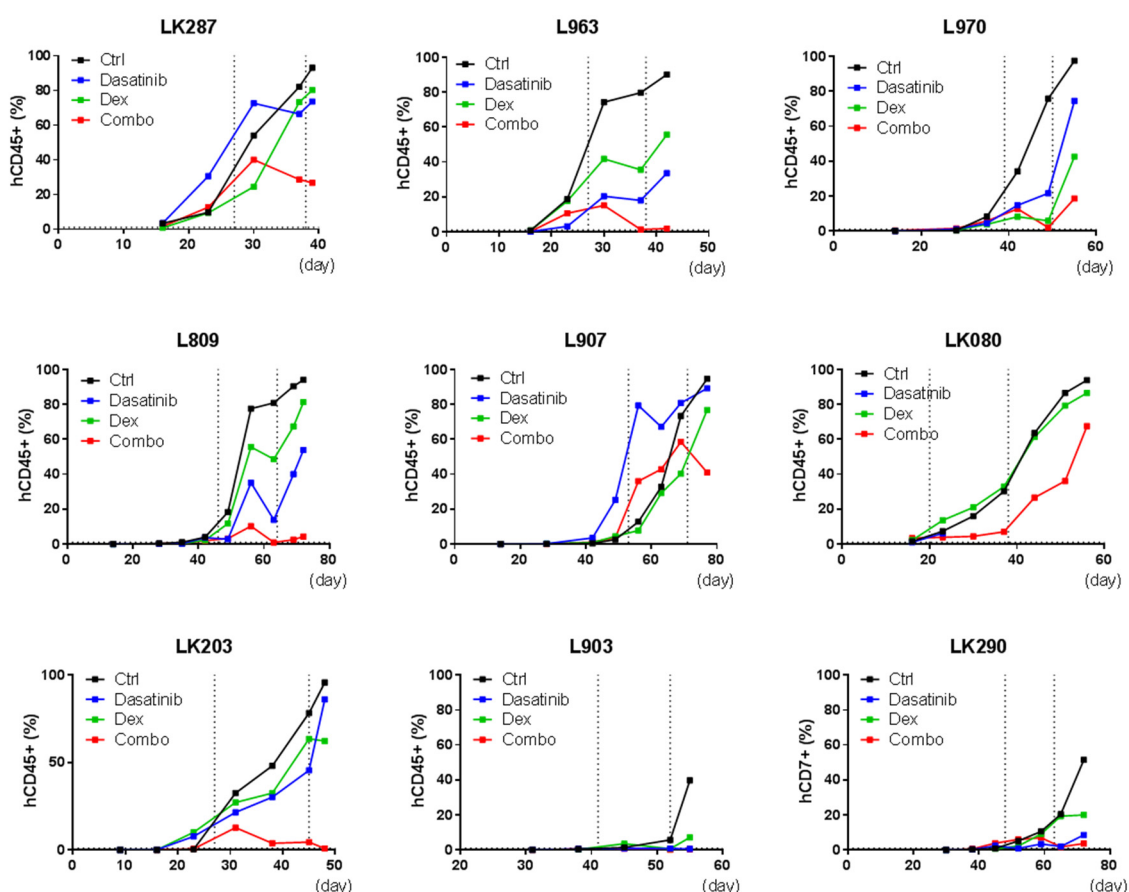 LK287
hCD45+ (%)
100
80
60
40
20
0
Ctrl
Dasatinib
Dex
Combo
0 10 20 30 40
(day)
L963
hCD45+ (%)
100
80
60
40
20
0
Ctrl
Dasatinib
Dex
Combo
0 10 20 30 40 50
(day)
L970
hCD45+ (%)
100
80
60
40
20
0
Ctrl
Dasatinib
Dex
Combo
0 20 40 60
(day)
L809
hCD45+ (%)
100
80
60
40
20
0
Ctrl
Dasatinib
Dex
Combo
0 20 40 60 80
(day)
L907
hCD45+ (%)
100
80
60
40
20
0
Ctrl
Dasatinib
Dex
Combo
0 20 40 60 80
(day)
LK080
hCD45+ (%)
100
80
60
40
20
0
Ctrl
Dasatinib
Dex
Combo
0 20 40 60
(day)
LK203
hCD45+ (%)
100
50
0
Ctrl
Dasatinib
Dex
Combo
0 10 20 30 40 50
(day)
L903
hCD45+ (%)
100
80
60
40
20
0
Ctrl
Dasatinib
Dex
Combo
20 30 40 50 60
(day)
LK290
hCD7+ (%)
100
80
60
40
20
0
Ctrl
Dasatinib
Dex
Combo
0 20 40 60 80
(day)